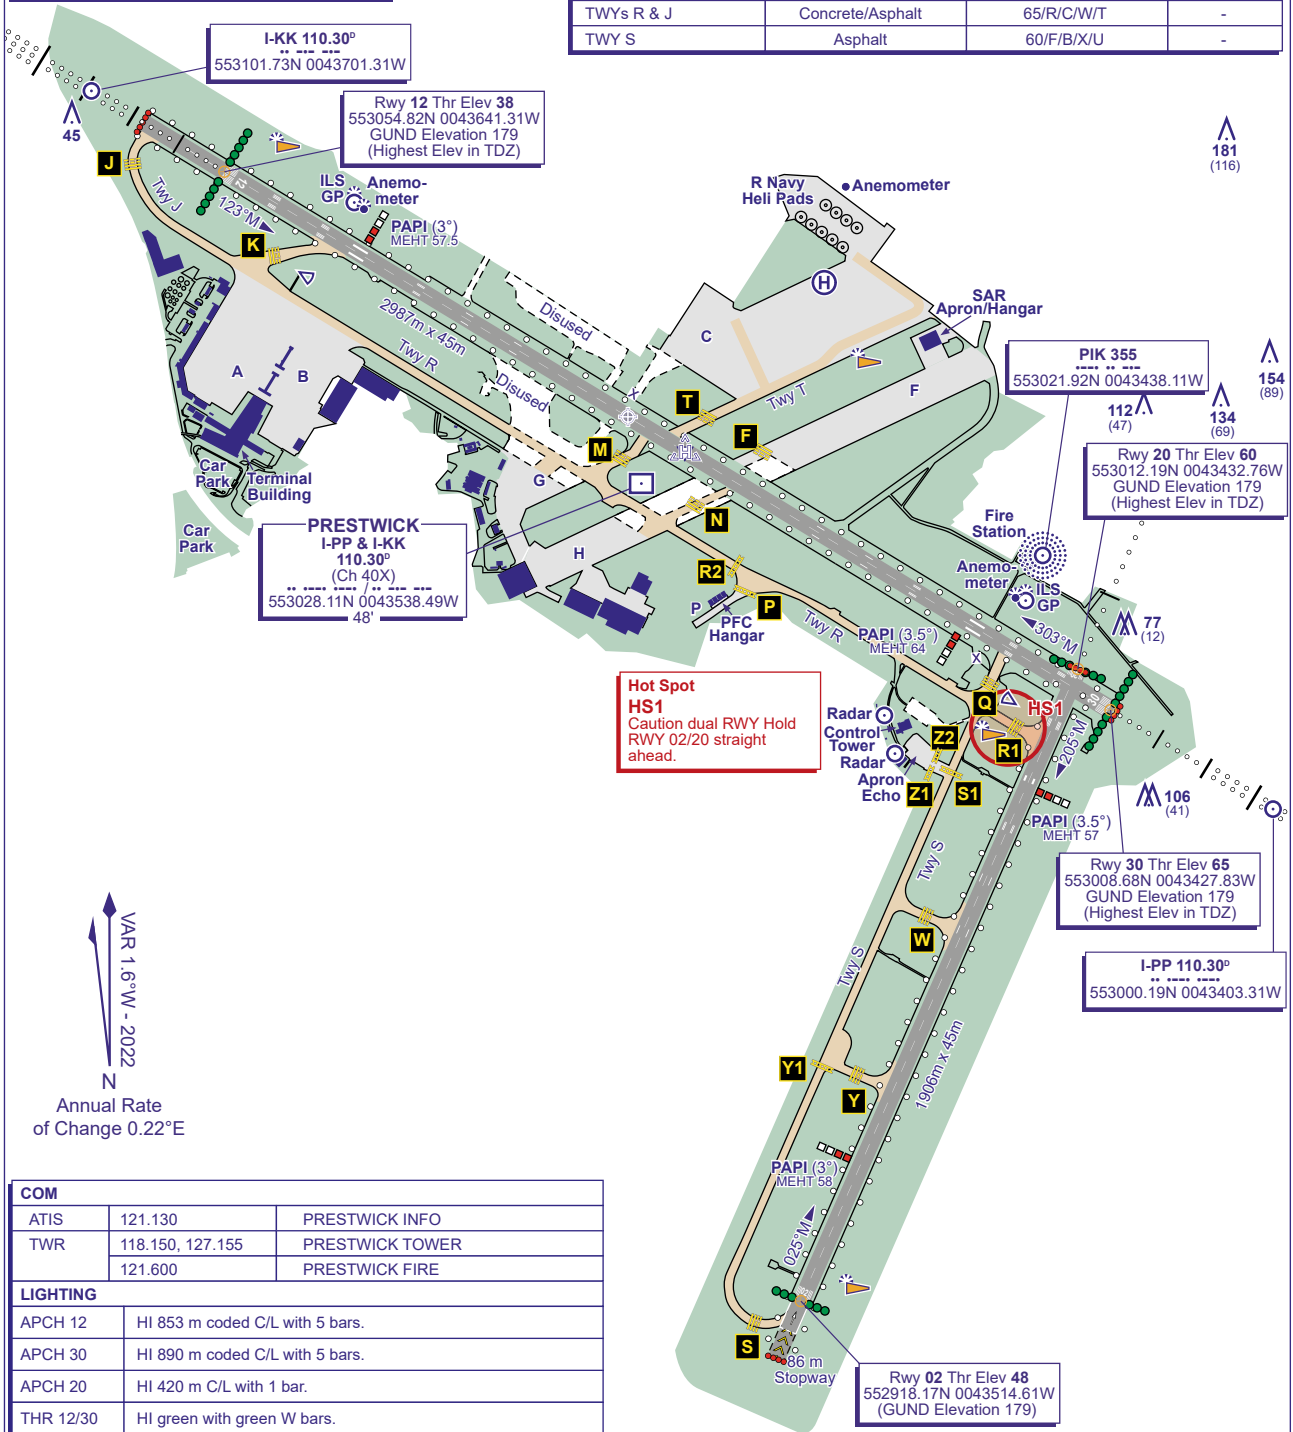 TWYs R & J Concrete/Asphalt 65/R/C/W/T -
TWY S Asphalt 60/F/B/X/U -
I-KK 110.30D
553101.73N 0043701.31W
45
Rwy 12 Thr Elev 38
553054.82N 0043641.31W
GUND Elevation 179
(Highest Elev in TDZ)
181
(116)
J
Twy J
12
123°M
ILS
GP
Anemo-
meter
PAPI (3°)
MEHT 57.5
R Navy
Heli Pads
Anemometer
H
K
2987m x 45m
Twy R
Disused
Disused
C
SAR
Apron/Hangar
A
B
F
Twy T
T
F
M
H
X
G
N
H
PIK 355
553021.92N 0043438.11W
154
(89)
112
(47)
134
(69)
Rwy 20 Thr Elev 60
553012.19N 0043432.76W
GUND Elevation 179
(Highest Elev in TDZ)
Car
Park
Terminal
Building
Car
Park
PRESTWICK
I-PP & I-KK
110.30D
(Ch 40X)
553028.11N 0043538.49W
48'
Fire
Station
Anemo-
meter
ILS
GP
R2
P
P
PFC
Hangar
Twy R
PAPI (3.5°)
MEHT 64
303°M
77
(12)
X
Hot Spot
HS1
Caution dual RWY Hold
RWY 02/20 straight
ahead.
Q
HS1
R1
30
205°M
Radar
Control
Tower
Radar
Apron
Echo
Z2
Z1
S1
106
(41)
PAPI (3.5°)
MEHT 57
Twy S
Rwy 30 Thr Elev 65
553008.68N 0043427.83W
GUND Elevation 179
(Highest Elev in TDZ)
W
Twy S
I-PP 110.30D
553000.19N 0043403.31W
VAR 1.6°W - 2022
N
Annual Rate
of Change 0.22°E
Y1
Y
1906m x 45m
PAPI (3°)
MEHT 58
025°M
02
S
86 m
Stopway
Rwy 02 Thr Elev 48
552918.17N 0043514.61W
(GUND Elevation 179)
COM
ATIS 121.130 PRESTWICK INFO
TWR 118.150, 127.155 PRESTWICK TOWER
121.600 PRESTWICK FIRE
LIGHTING
APCH 12 HI 853 m coded C/L with 5 bars.
APCH 30 HI 890 m coded C/L with 5 bars.
APCH 20 HI 420 m C/L with 1 bar.
THR 12/30 HI green with green W bars.